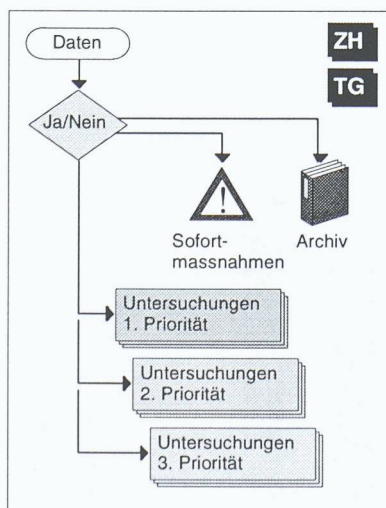 Daten
ZH
TG
Ja/Nein
!
Sofort-
massnahmen
Archiv
Untersuchungen
1. Priorität
Untersuchungen
2. Priorität
Untersuchungen
3. Priorität